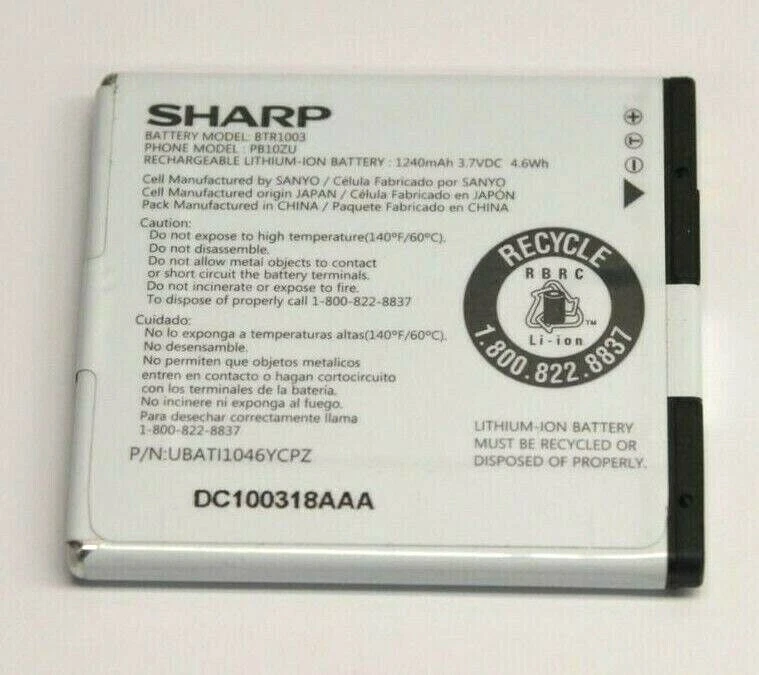 SHARP
BATTERY MODEL: BTR1003
PHONE MODEL: PB10ZU
RECHARGEABLE LITHIUM-ION BATTERY : 1240mAh 3.7VDC 4.6Wh
Cell Manufactured by SANYO / Célula Fabricado por SANYO
Cell Manufactured origin JAPAN / Célula Fabricado en JAPÓN
Pack Manufactured in CHINA / Paquete Fabricado en CHINA
Caution:
Do not expose to high temperature(140°F/60°C).
Do not disassemble.
Do not allow metal objects to contact
or short circuit the battery terminals.
Do not incinerate or expose to fire.
To dispose of properly call 1-800-822-8837
Cuidado:
No lo exponga a temperaturas altas(140°F/60°C).
No desensamble.
No permiten que objetos metalicos
entren en contacto o hagan cortocircuito
con los terminales de la batería.
No incinere ni exponga al fuego.
Para desechar correctamente llama
1-800-822-8837
P/N:UBATI1046YCPZ
DC100318AAA
+
T
-
RECYCLE
RBRC
TM
Li-ion
1.800.822.8837
LITHIUM-ION BATTERY
MUST BE RECYCLED OR
DISPOSED OF PROPERLY.